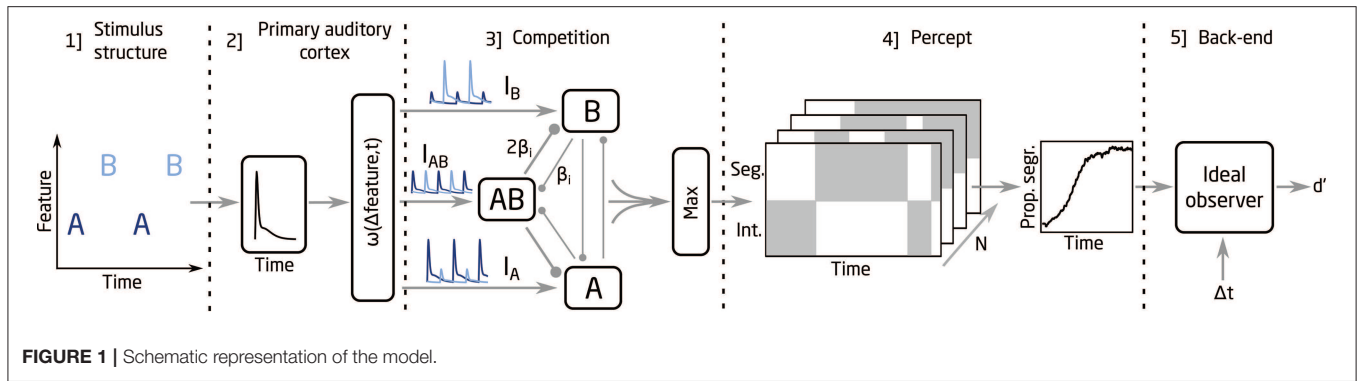 1] Stimulus
structure
2] Primary auditory
cortex
3] Competition
4] Percept
5] Back-end
Feature
B B
A A
Time
Time
ω(Δfeature,t)
I_B
I_AB
I_A
B
2β_i
β_i
AB
A
Max
Seg.
Int.
Time
N
Prop. segr.
Time
Ideal
observer
d'
Δt
FIGURE 1 | Schematic representation of the model.